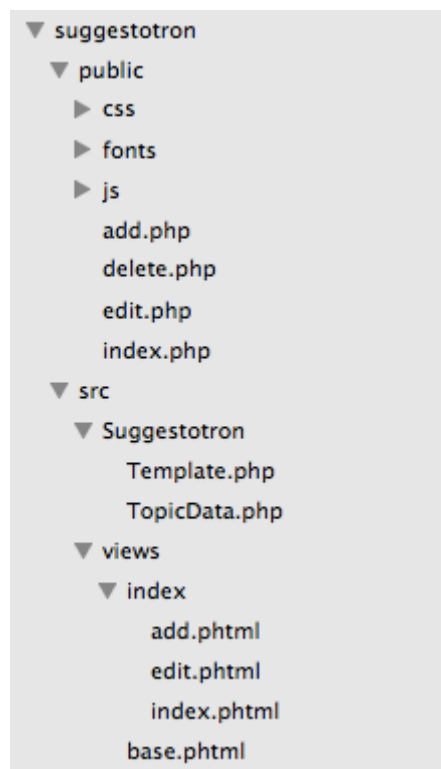 suggestotron
public
css
fonts
js
add.php
delete.php
edit.php
index.php
src
Suggestotron
Template.php
TopicData.php
views
index
add.phtml
edit.phtml
index.phtml
base.phtml